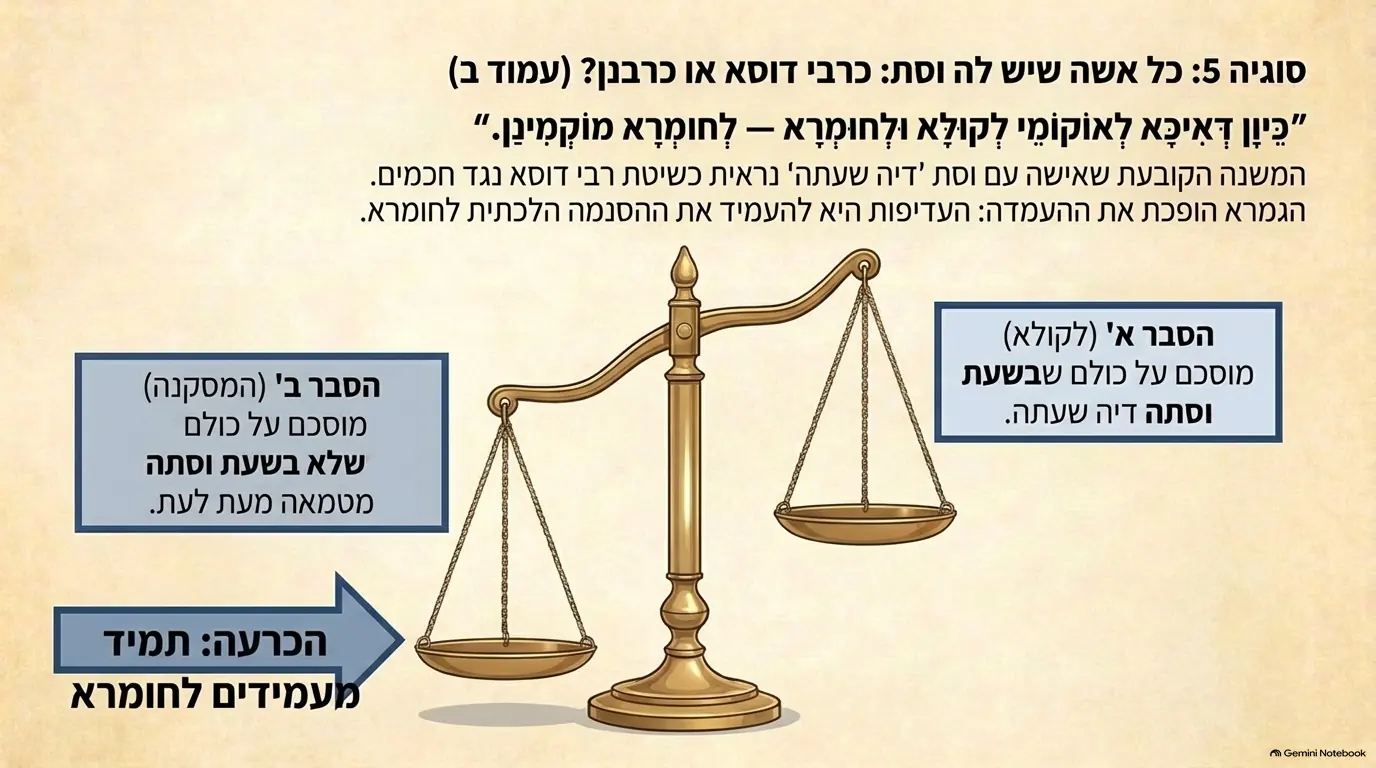 סוגיה 5: כל אשה שיש לה וסת: כרבי דוסא או כרבנן? (עמוד ב)
"כֵּיוָן דְּאִיכָּא לְאוֹקוֹמֵי לְקוּלָּא וּלְחוּמְרָא — לְחוּמְרָא מוֹקְמִינַן."
המשנה הקובעת שאישה עם וסת 'דיה שעתה' נראית כשיטת רבי דוסא נגד חכמים.
הגמרא הופכת את ההעמדה: העדיפות היא להעמיד את ההסנמה הלכתית לחומרא.
הסבר א' (לקולא)
מוסכם על כולם שבשעת
וסתה דיה שעתה.
הסבר ב' (המסקנה)
מוסכם על כולם
שלא בשעת וסתה
מטמאה מעת לעת.
הכרעה: תמיד
מעמידים לחומרא
Gemini Notebook